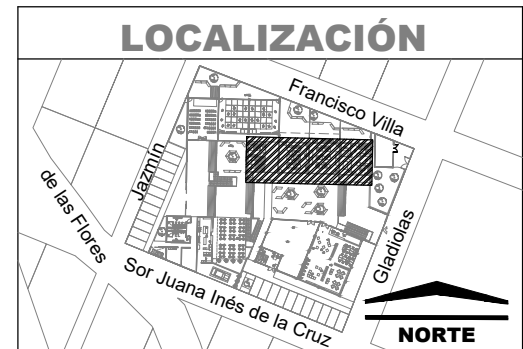 LOCALIZACIÓN
Francisco Villa
Jazmín
de las Flores
Gladiolas
Sor Juana Inés de la Cruz
NORTE